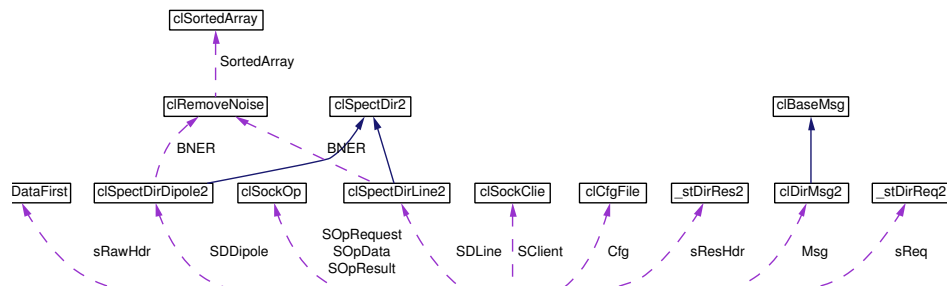 clSortedArray
SortedArray
clRemoveNoise
clSpectDir2
clBaseMsg
BNER
BNER
DataFirst
clSpectDirDipole2
clSockOp
clSpectDirLine2
clSockClie
clCfgFile
_stDirRes2
clDirMsg2
_stDirReq2
sRawHdr
SDDipole
SOpRequest
SOpData
SOpResult
SDLine
SClient
Cfg
sResHdr
Msg
sReq